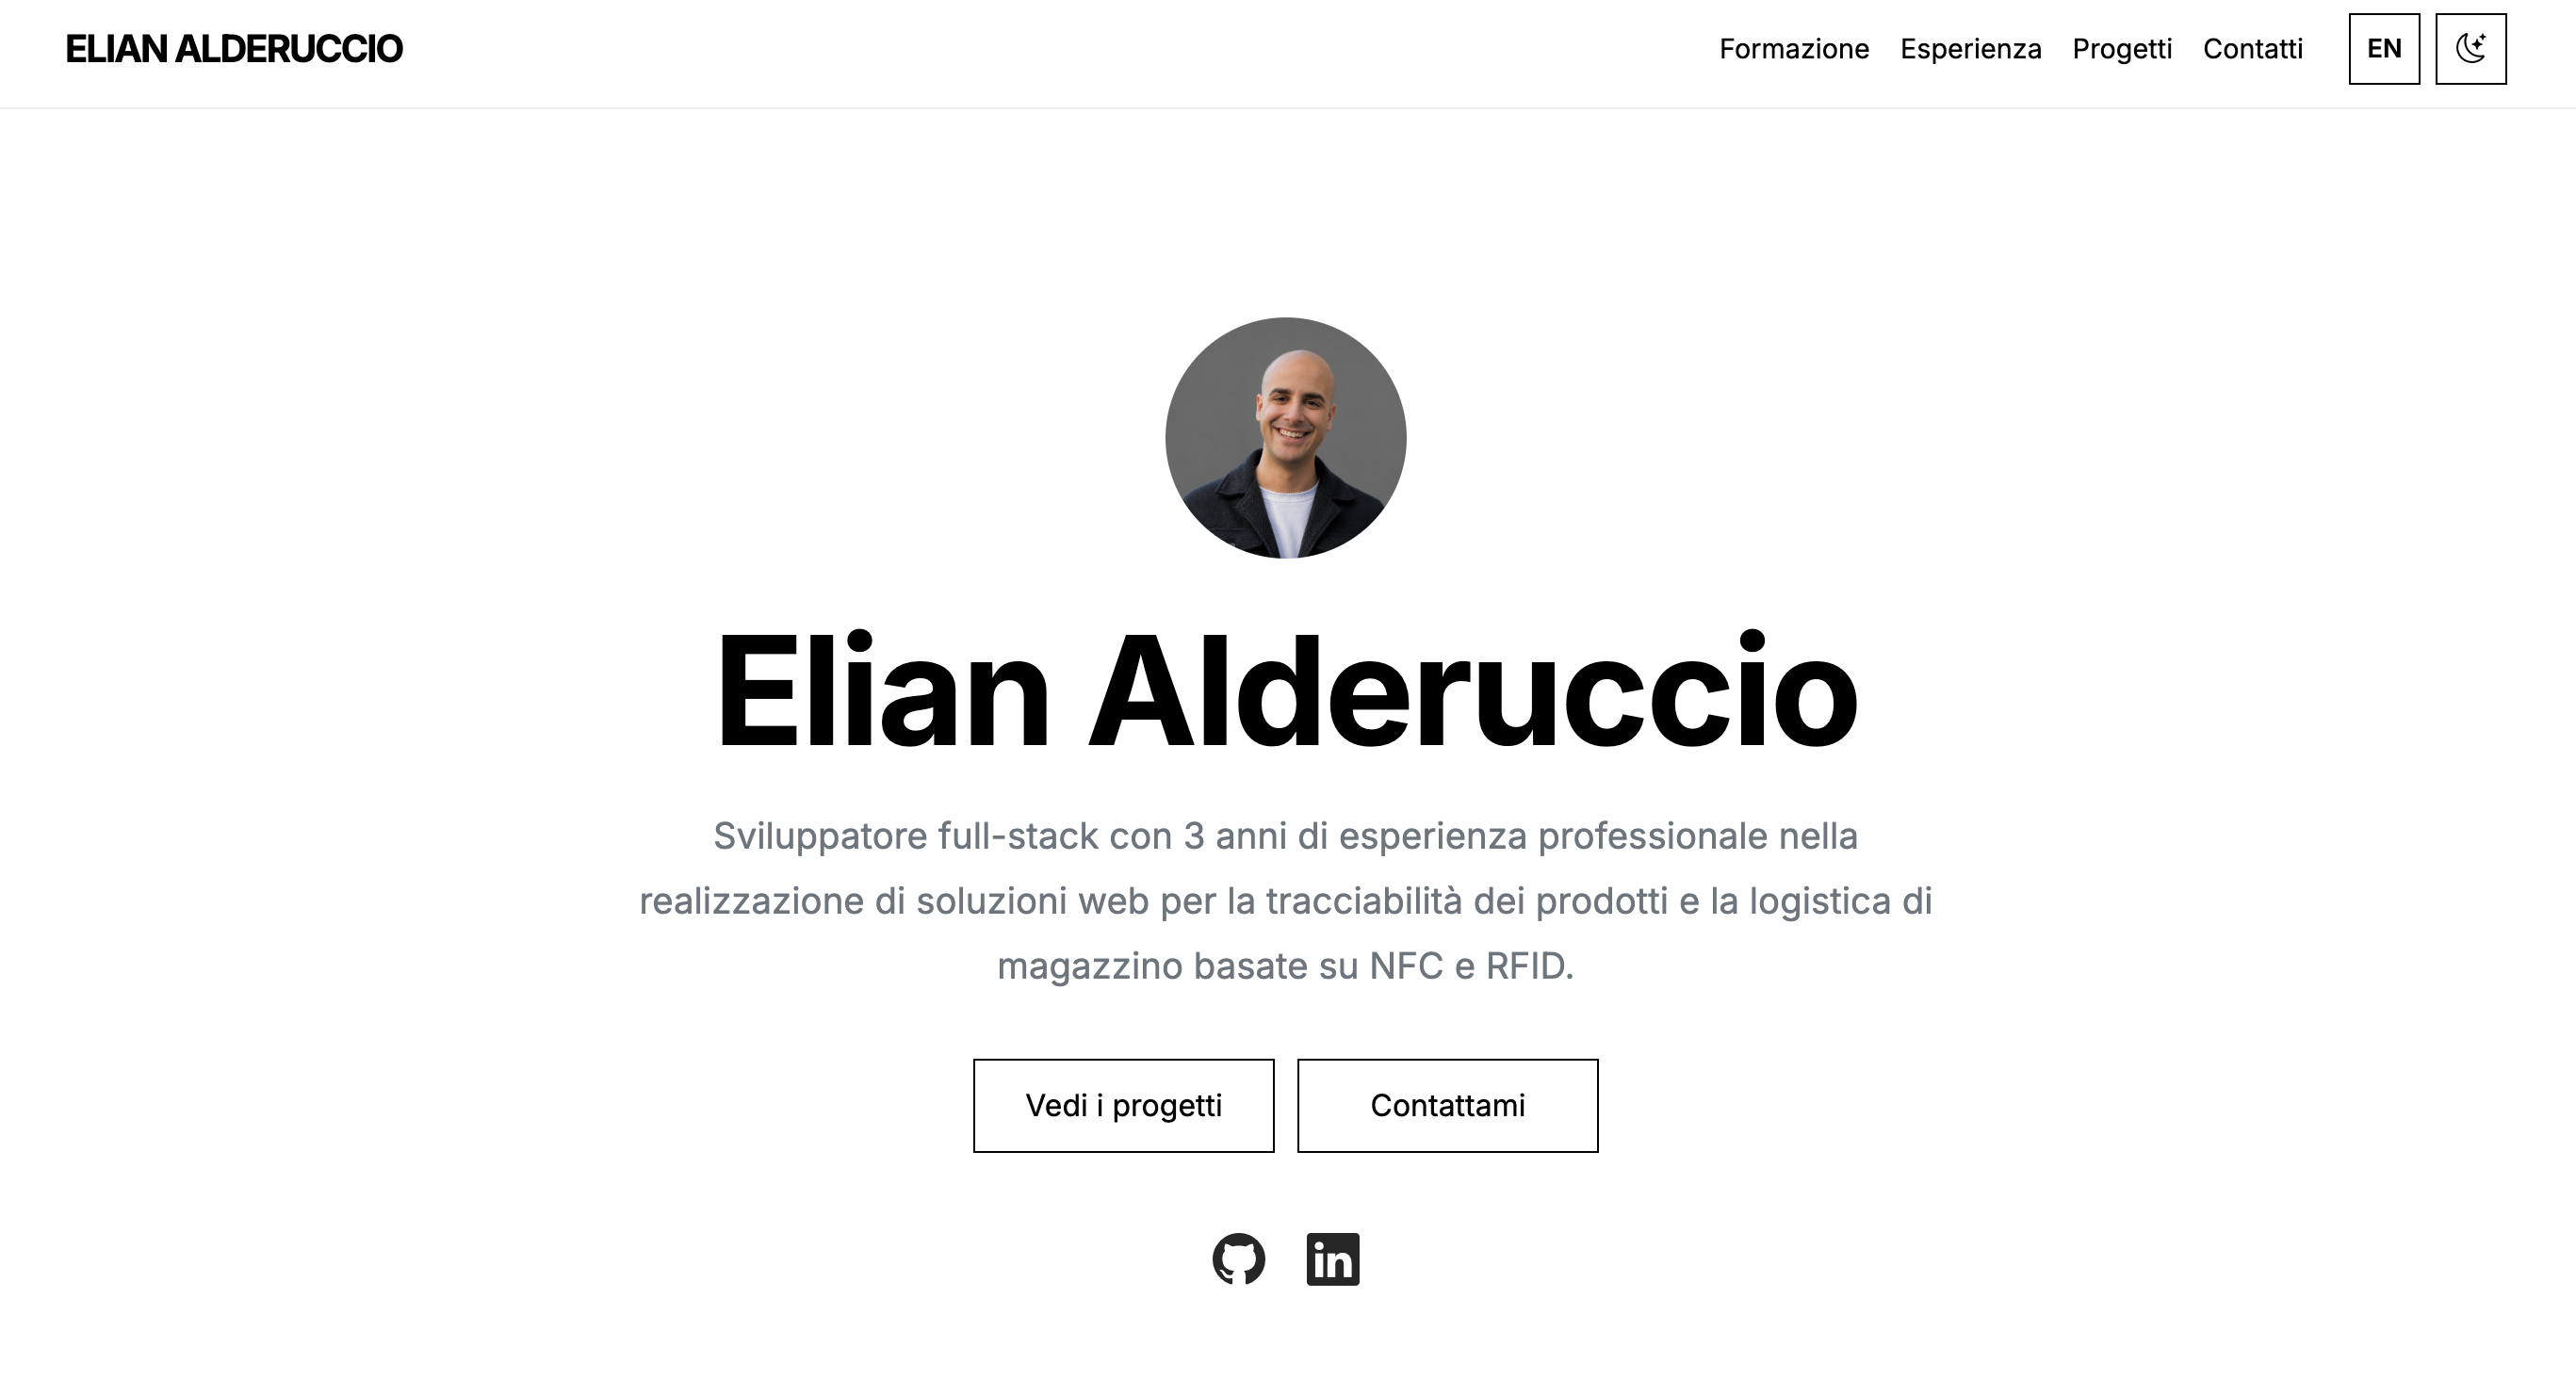 ELIAN ALDERUCCIO
Formazione Esperienza Progetti Contatti EN
Elian Alderuccio
Sviluppatore full-stack con 3 anni di esperienza professionale nella
realizzazione di soluzioni web per la tracciabilità dei prodotti e la logistica di
magazzino basate su NFC e RFID.
Vedi i progetti Contattami
in